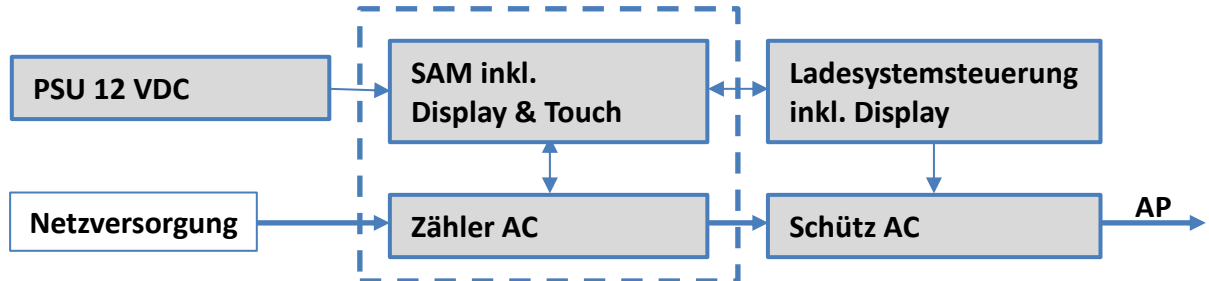 PSU 12 VDC
SAM inkl.
Display & Touch
Ladesystemsteuerung
inkl. Display
Netzversorgung
Zähler AC
Schütz AC
AP